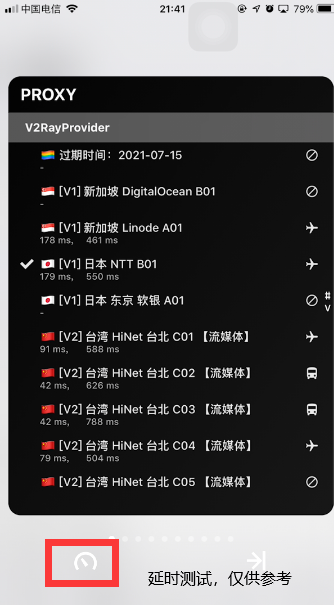 中国电信 21:41 79%
PROXY
V2RayProvider
过期时间：2021-07-15
-
[V1] 新加坡 DigitalOcean B01
-
[V1] 新加坡 Linode A01
178 ms, 461 ms
[V1] 日本 NTT B01
179 ms, 550 ms
[V1] 日本 东京 软银 A01
-
#
V
[V2] 台湾 HiNet 台北 C01 【流媒体】
91 ms, 588 ms
[V2] 台湾 HiNet 台北 C02 【流媒体】
42 ms, 626 ms
[V2] 台湾 HiNet 台北 C03 【流媒体】
42 ms, 788 ms
[V2] 台湾 HiNet 台北 C04 【流媒体】
79 ms, 504 ms
[V2] 台湾 HiNet 台北 C05 【流媒体】
延时测试，仅供参考